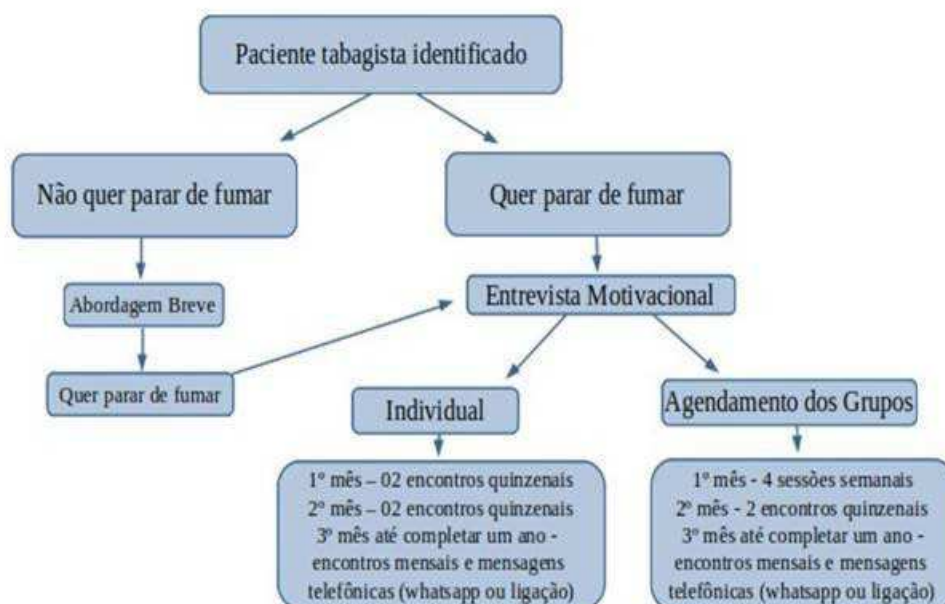 Paciente tabagista identificado
Não quer parar de fumar
Quer parar de fumar
Abordagem Breve
Entrevista Motivacional
Quer parar de fumar
Individual
Agendamento dos Grupos
1º mês – 02 encontros quinzenais
2º mês – 02 encontros quinzenais
3º mês até completar um ano -
encontros mensais e mensagens
telefônicas (whatsapp ou ligação)
1º mês - 4 sessões semanais
2º mês - 2 encontros quinzenais
3º mês até completar um ano -
encontros mensais e mensagens
telefônicas (whatsapp ou ligação)